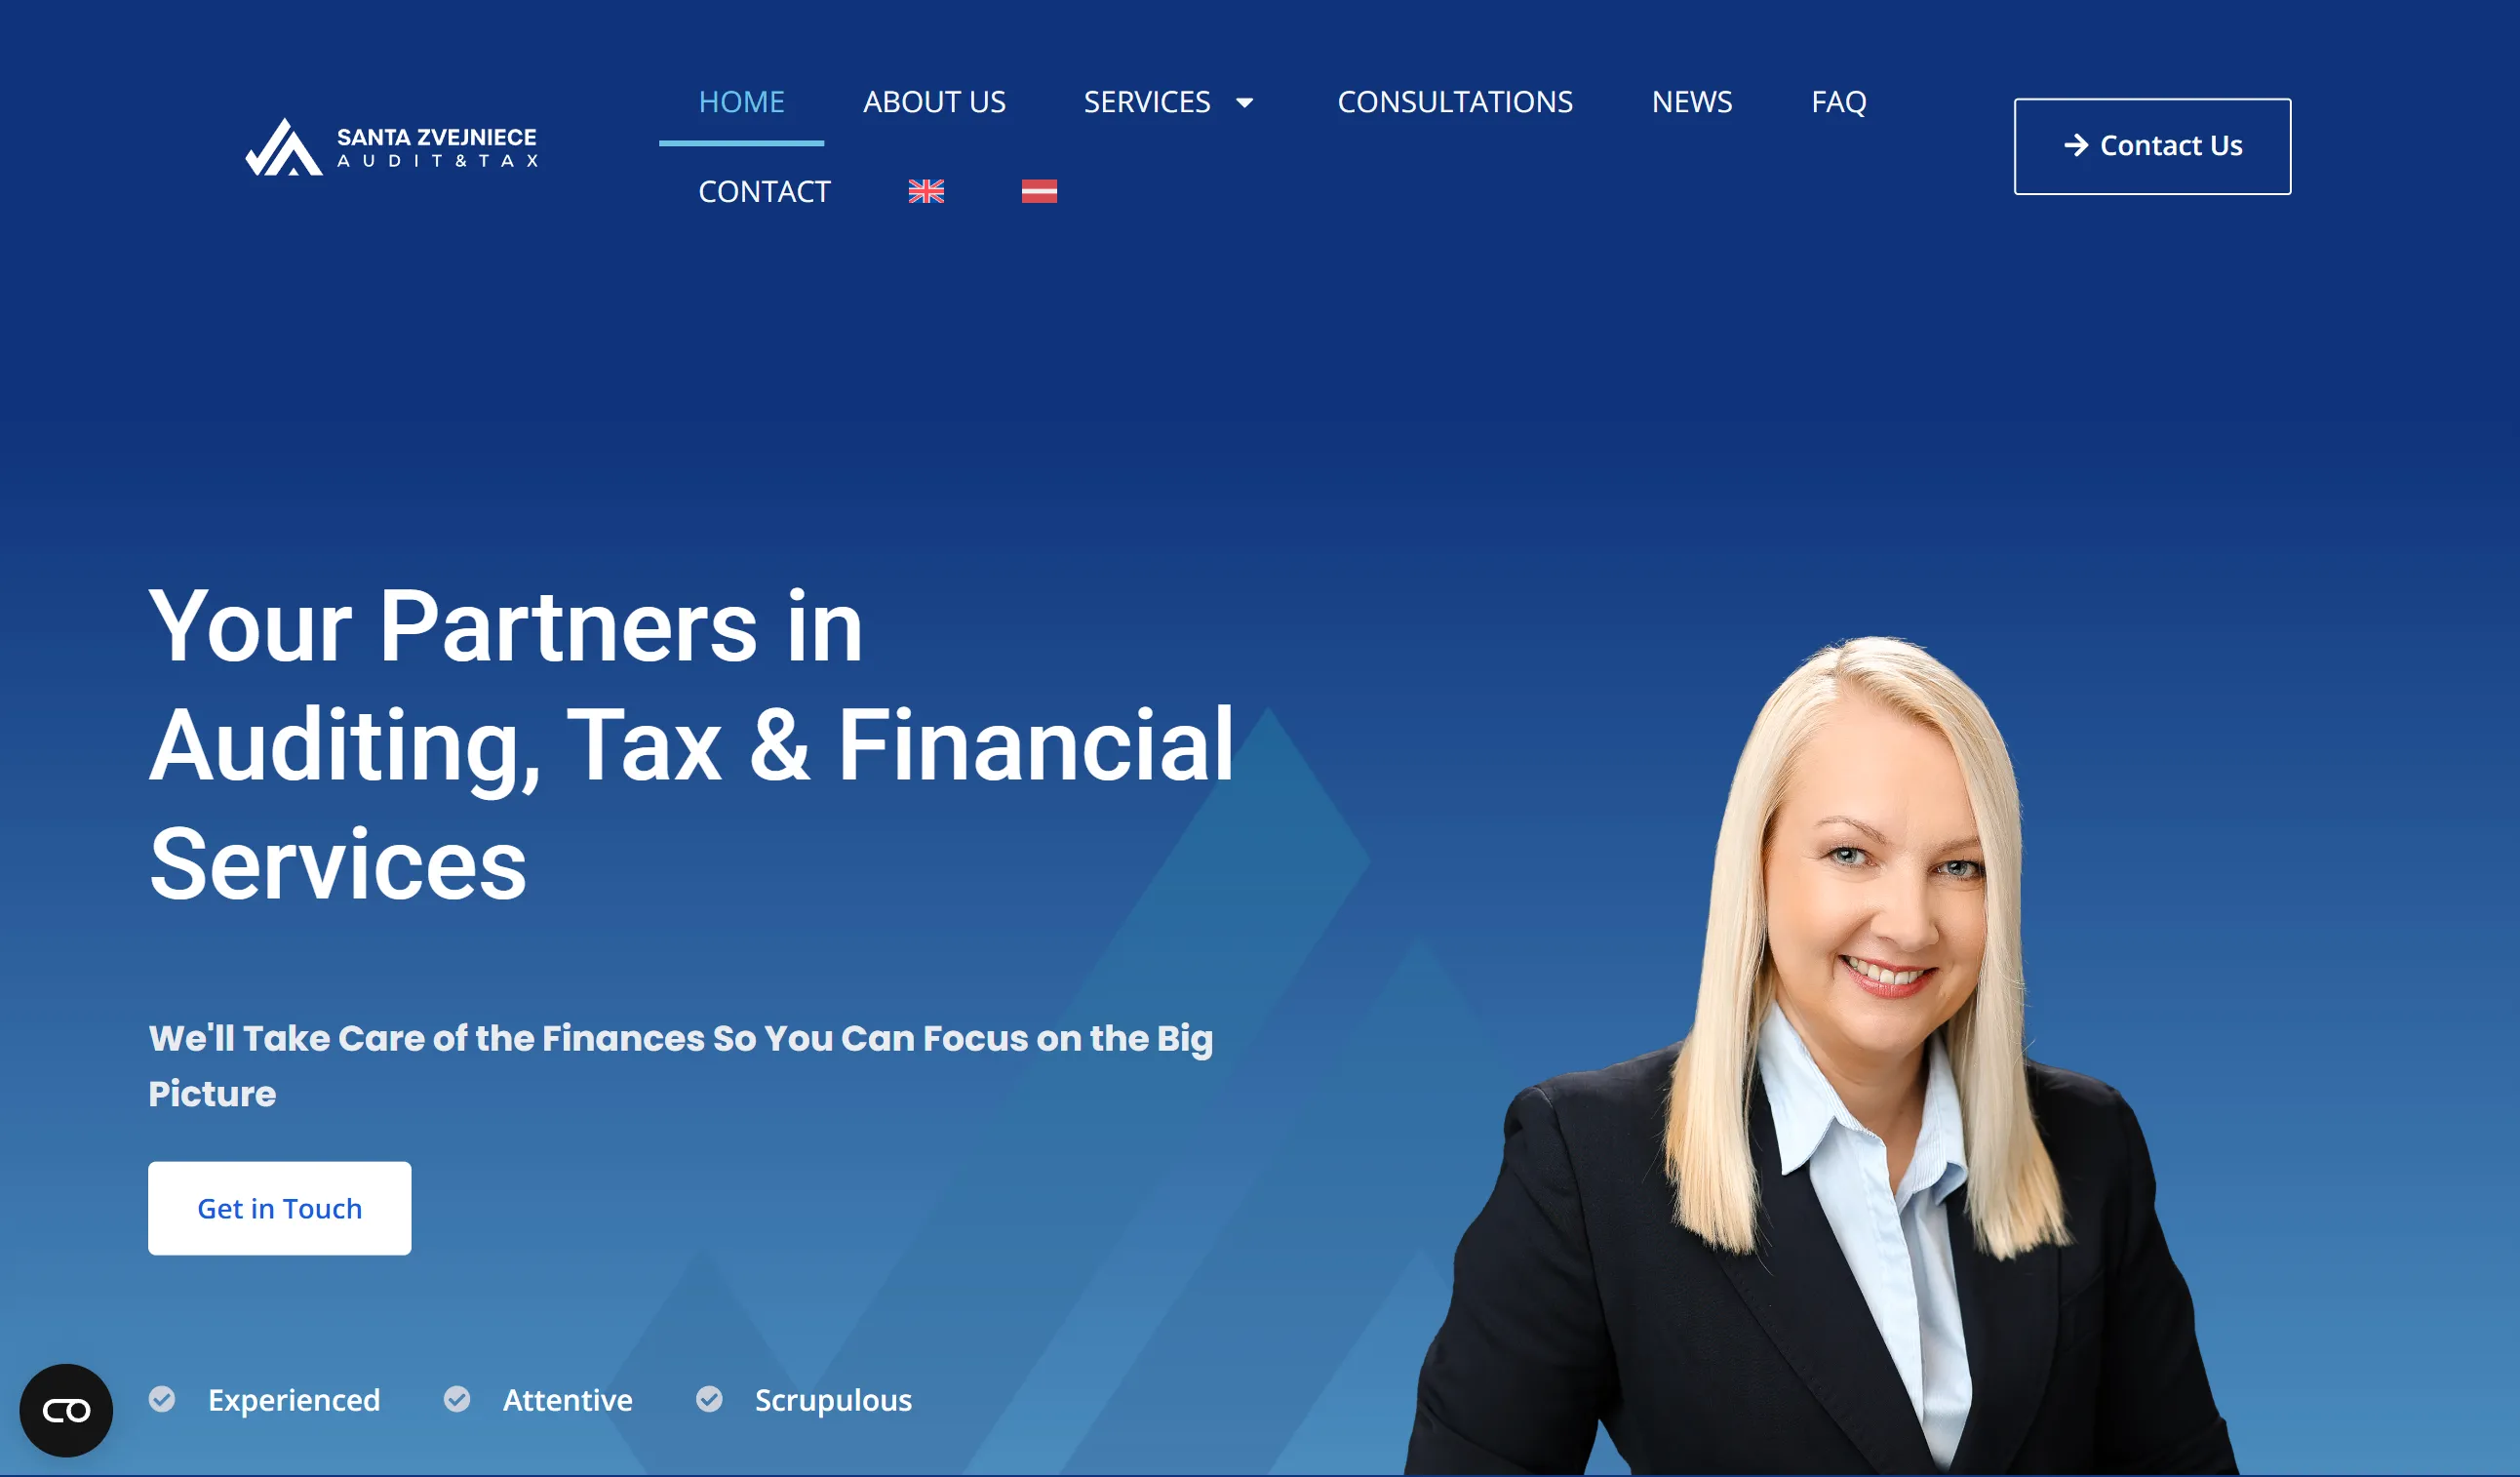 SANTA ZVEJNIECE
AUDIT & TAX
HOME ABOUT US SERVICES CONSULTATIONS NEWS FAQ
CONTACT
Contact Us
Your Partners in
Auditing, Tax & Financial
Services
We'll Take Care of the Finances So You Can Focus on the Big
Picture
Get in Touch
Experienced Attentive Scrupulous